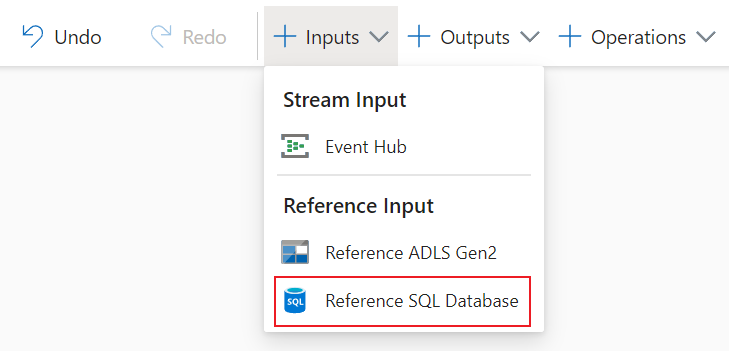 Undo Redo Inputs Outputs Operations
Stream Input
Event Hub
Reference Input
Reference ADLS Gen2
SQL Reference SQL Database